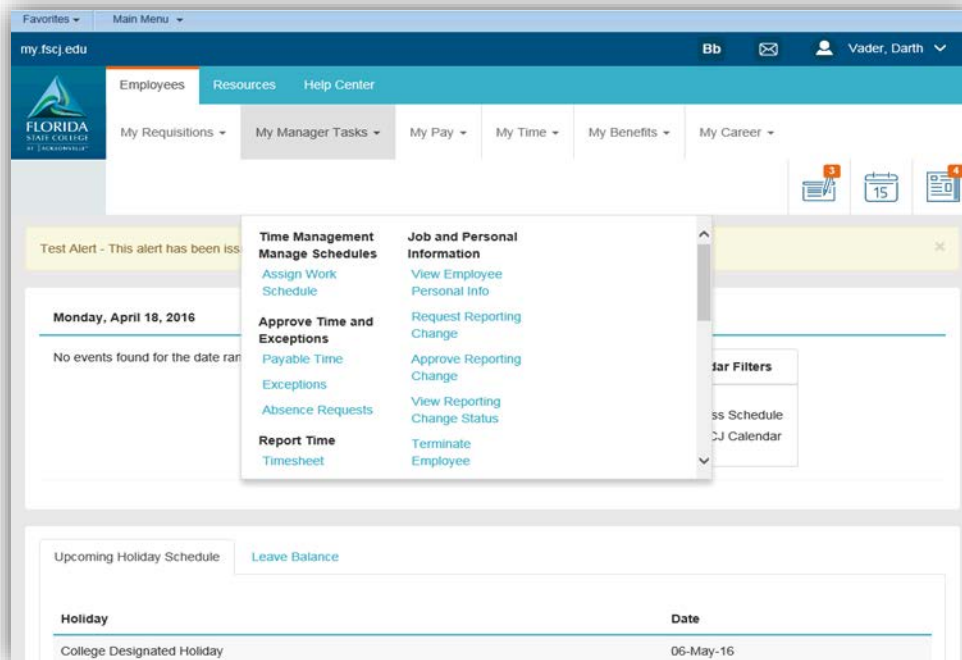 Favorites Main Menu
my.fscj.edu
Bb Vader, Darth
Employees Resources Help Center
FLORIDA
STATE COLLEGE
AT JACKSONVILLE
My Requisitions My Manager Tasks My Pay My Time My Benefits My Career
3 15 4
Test Alert - This alert has been iss
Time Management
Manage Schedules
Assign Work
Schedule
Approve Time and
Exceptions
Payable Time
Exceptions
Absence Requests
Report Time
Timesheet
Job and Personal
Information
View Employee
Personal Info
Request Reporting
Change
Approve Reporting
Change
View Reporting
Change Status
Terminate
Employee
Monday, April 18, 2016
No events found for the date ran
dar Filters
ss Schedule
CJ Calendar
Upcoming Holiday Schedule Leave Balance
Holiday Date
College Designated Holiday 06-May-16